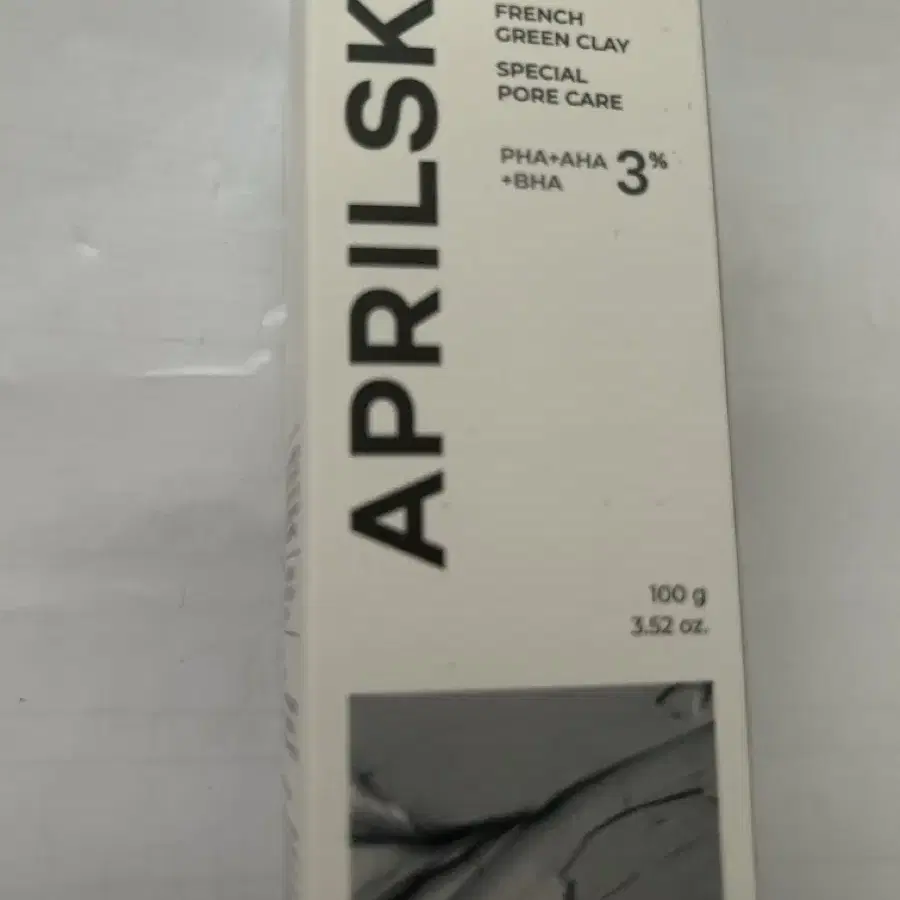 APRILSK
FRENCH
GREEN CLAY
SPECIAL
PORE CARE
PHA+AHA
+BHA
3%
100 g
3.52 oz.